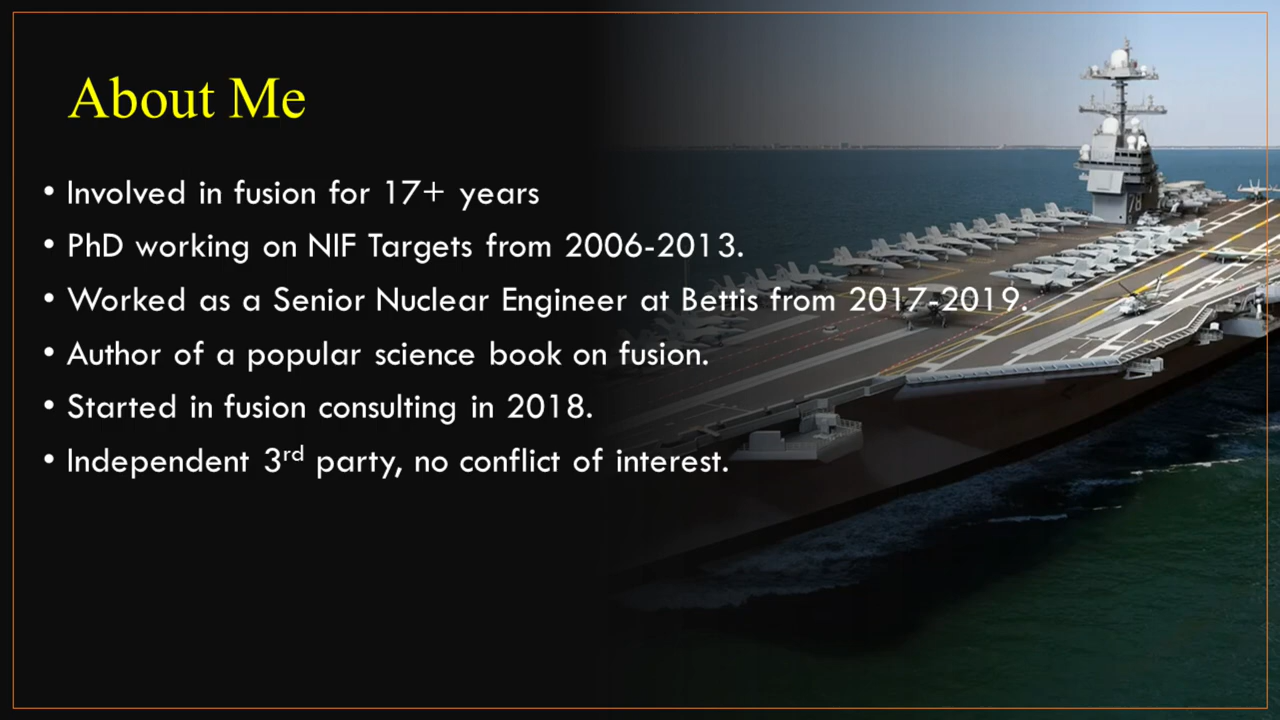 About Me
• Involved in fusion for 17+ years
• PhD working on NIF Targets from 2006-2013.
• Worked as a Senior Nuclear Engineer at Bettis from 2017-2019.
• Author of a popular science book on fusion.
• Started in fusion consulting in 2018.
• Independent 3rd party, no conflict of interest.
78